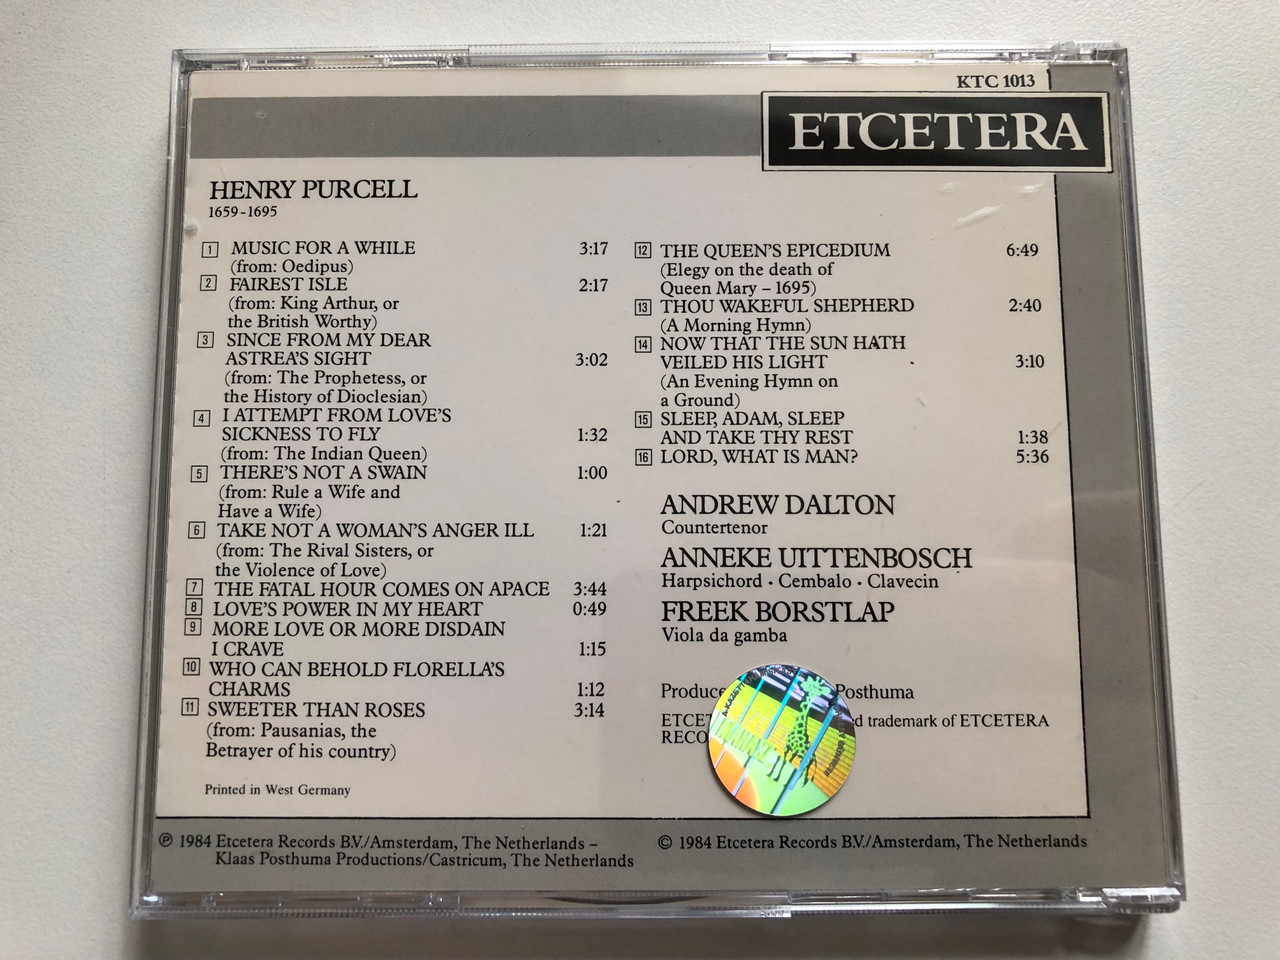 KTC 1013
ETCETERA
HENRY PURCELL
1659-1695
1 MUSIC FOR A WHILE 3:17
(from: Oedipus)
2 FAIREST ISLE 2:17
(from: King Arthur, or
the British Worthy)
3 SINCE FROM MY DEAR
ASTREA'S SIGHT 3:02
(from: The Prophetess, or
the History of Dioclesian)
4 I ATTEMPT FROM LOVE'S
SICKNESS TO FLY 1:32
(from: The Indian Queen)
5 THERE'S NOT A SWAIN 1:00
(from: Rule a Wife and
Have a Wife)
6 TAKE NOT A WOMAN'S ANGER ILL 1:21
(from: The Rival Sisters, or
the Violence of Love)
7 THE FATAL HOUR COMES ON APACE 3:44
8 LOVE'S POWER IN MY HEART 0:49
9 MORE LOVE OR MORE DISDAIN
I CRAVE 1:15
10 WHO CAN BEHOLD FLORELLA'S
CHARMS 1:12
11 SWEETER THAN ROSES 3:14
(from: Pausanias, the
Betrayer of his country)
Printed in West Germany
12 THE QUEEN'S EPICEDIUM 6:49
(Elegy on the death of
Queen Mary – 1695)
13 THOU WAKEFUL SHEPHERD 2:40
(A Morning Hymn)
14 NOW THAT THE SUN HATH
VEILED HIS LIGHT 3:10
(An Evening Hymn on
a Ground)
15 SLEEP, ADAM, SLEEP
AND TAKE THY REST 1:38
16 LORD, WHAT IS MAN? 5:36
ANDREW DALTON
Countertenor
ANNEKE UITTENBOSCH
Harpsichord · Cembalo · Clavecin
FREEK BORSTLAP
Viola da gamba
Posthuma
trademark of ETCETERA
℗ 1984 Etcetera Records B.V./Amsterdam, The Netherlands –
Klaas Posthuma Productions/Castricum, The Netherlands
© 1984 Etcetera Records B.V./Amsterdam, The Netherlands